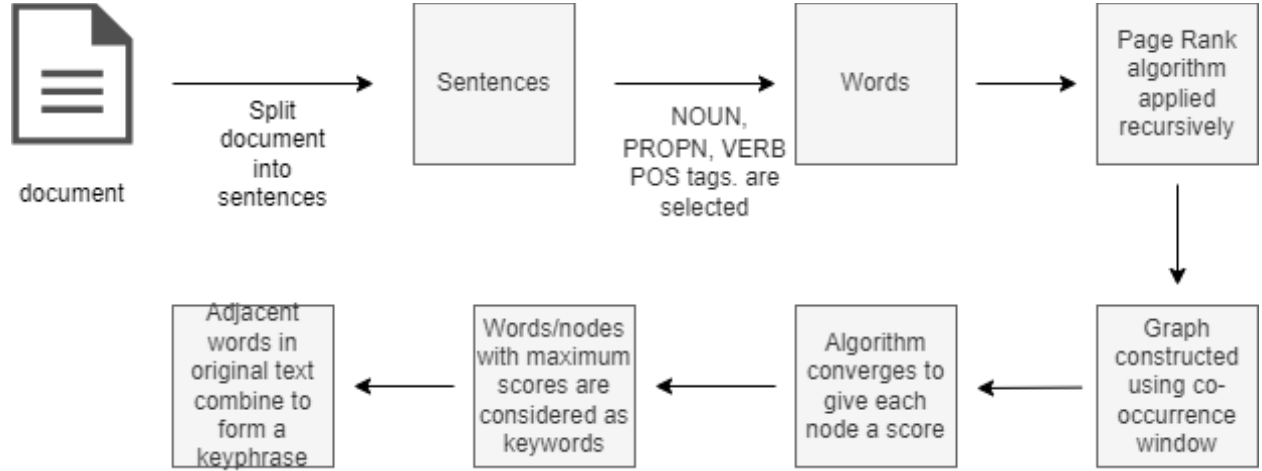 document
Split
document
into
sentences
Sentences
NOUN,
PROPN, VERB
POS tags. are
selected
Words
Page Rank
algorithm
applied
recursively
Graph
constructed
using co-
occurrence
window
Algorithm
converges to
give each
node a score
Words/nodes
with maximum
scores are
considered as
keywords
Adjacent
words in
original text
combine to
form a
keyphrase